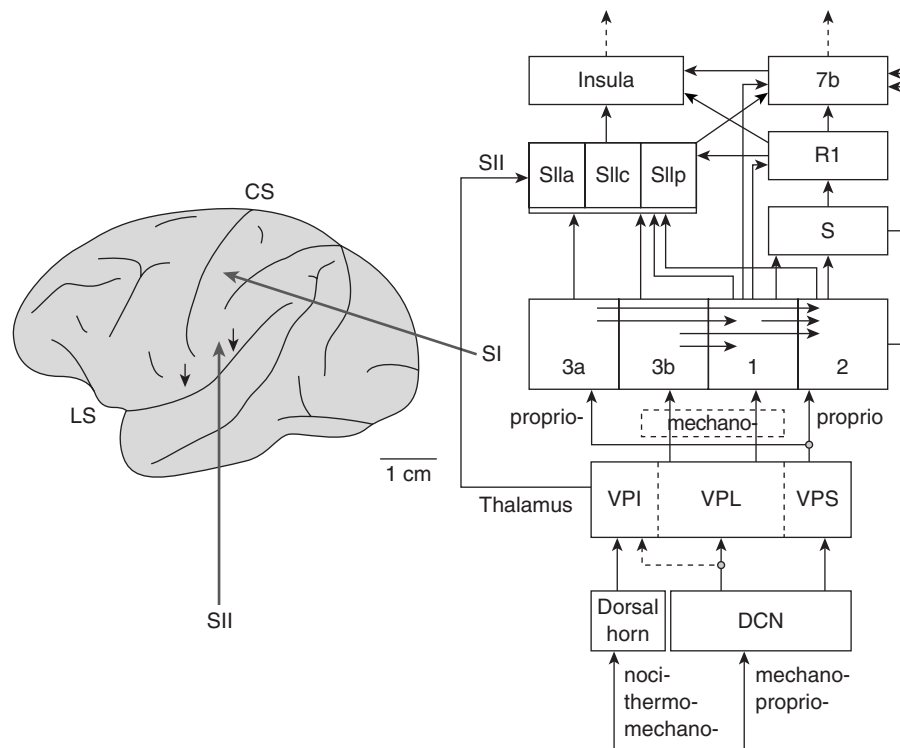 CS
LS
1 cm
SII
SI
Insula
7b
SII
SIIa
SIIc
SIIp
R1
S
3a
3b
1
2
proprio-
mechano-
proprio
Thalamus
VPI
VPL
VPS
Dorsal
horn
DCN
noci-
thermo-
mechano-
mechano-
proprio-